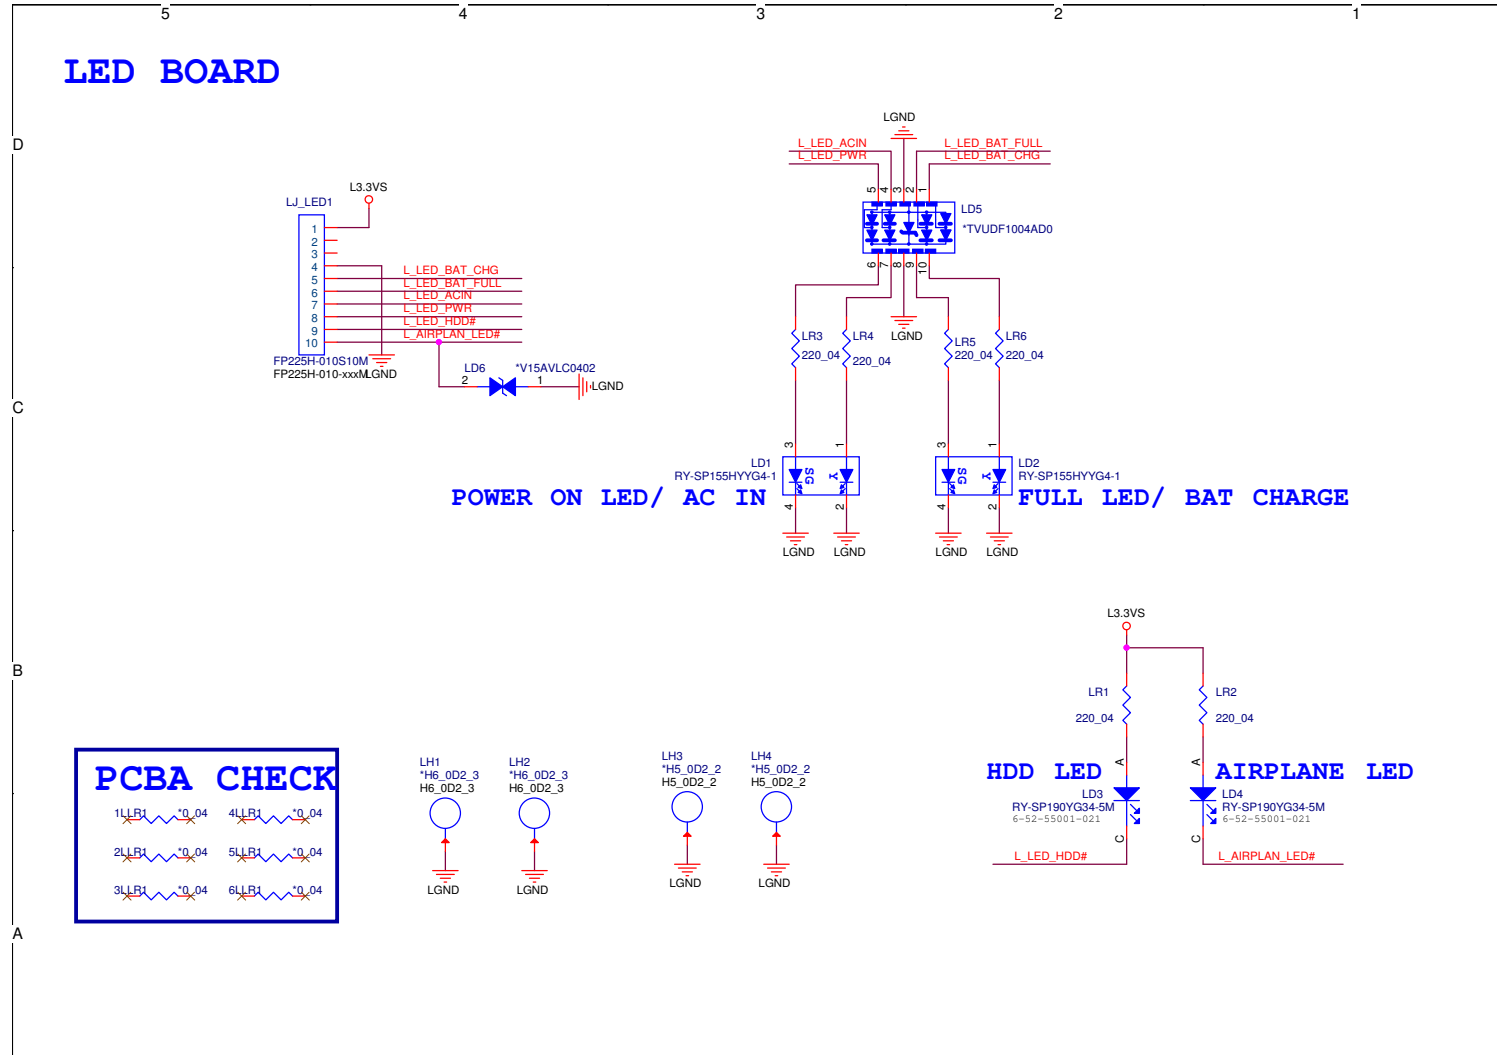 5 4 3 2 1
LED BOARD
D
C
B
A
LJ_LED1
L3.3VS
1
2
3
4
5
6
7
8
9
10
L_LED_BAT_CHG
L_LED_BAT_FULL
L_LED_ACIN
L_LED_PWR
L_LED_HDD#
L_AIRPLAN_LED#
FP225H-010S10M
FP225H-010-xxxM
LGND
LD6
*V15AVLC0402
2 1
LGND
LGND
L_LED_ACIN
L_LED_PWR
L_LED_BAT_FULL
L_LED_BAT_CHG
5 4 3 2 1
LD5
*TVUDF1004AD0
6 7 8 9 10
LGND
LR3
220_04
LR4
220_04
LR5
220_04
LR6
220_04
3 1 3 1
LD1
RY-SP155HYYG4-1
SG Y
LD2
RY-SP155HYYG4-1
SG Y
POWER ON LED/ AC IN
FULL LED/ BAT CHARGE
4 2 4 2
LGND LGND LGND LGND
L3.3VS
LR1
220_04
LR2
220_04
A A
HDD LED
AIRPLANE LED
LD3
RY-SP190YG34-5M
6-52-55001-021
LD4
RY-SP190YG34-5M
6-52-55001-021
C C
L_LED_HDD#
L_AIRPLAN_LED#
PCBA CHECK
1LLR1 *0_04 4LLR1 *0_04
2LLR1 *0_04 5LLR1 *0_04
3LLR1 *0_04 6LLR1 *0_04
LH1
*H6_0D2_3
H6_0D2_3
LGND
LH2
*H6_0D2_3
H6_0D2_3
LGND
LH3
*H5_0D2_2
H5_0D2_2
LGND
LH4
*H5_0D2_2
H5_0D2_2
LGND